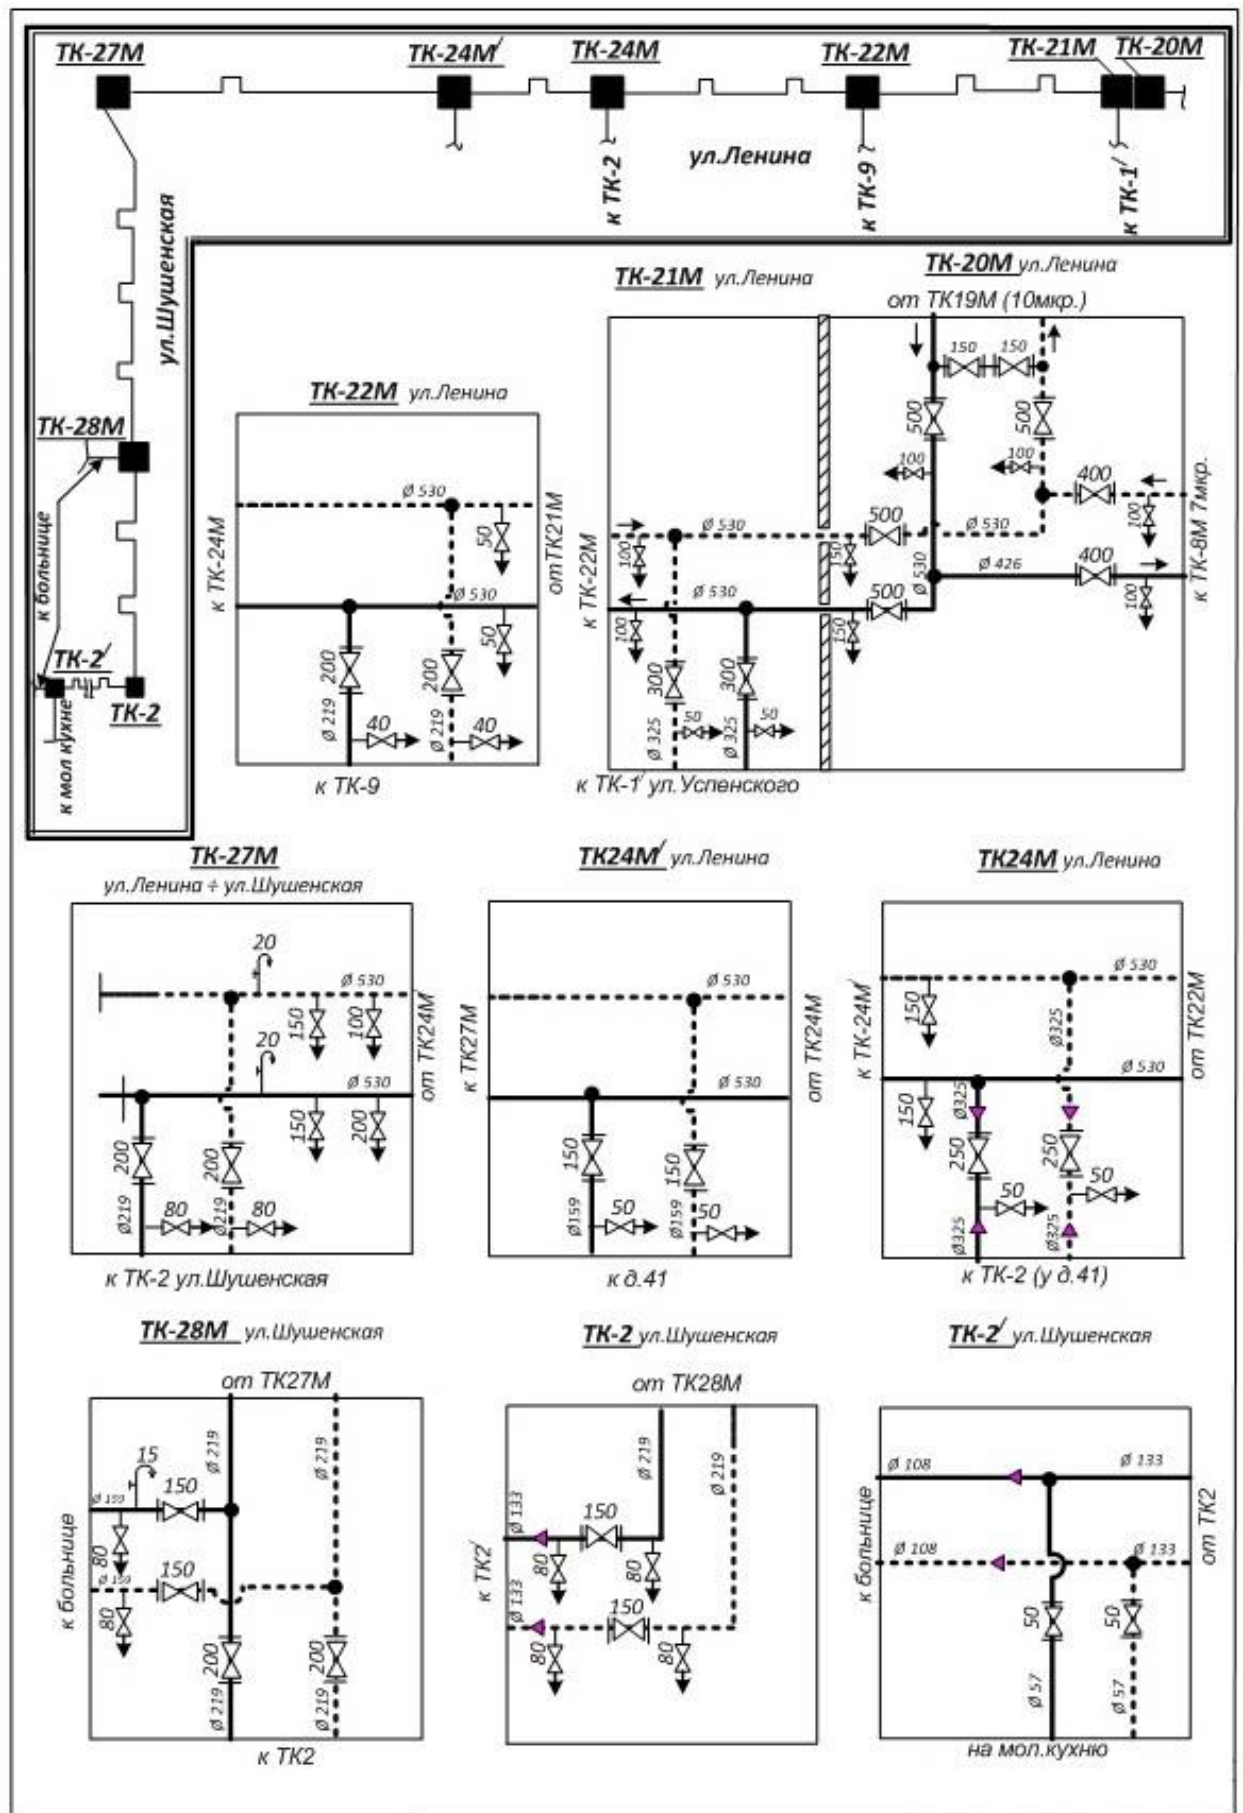 ТК-27М
ТК-24М′
ТК-24М
ТК-22М
ТК-21М
ТК-20М
к ТК-2
ул.Ленина
к ТК-9
к ТК-1′
ул.Шушенская
ТК-28М
к больнице
ТК-2′
ТК-2
к мол кухне
ТК-22М ул.Ленина
Ø 530
50
к ТК-24М
от ТК21М
Ø 530
50
200
200
Ø 219
40
Ø 219
40
к ТК-9
ТК-21М ул.Ленина
ТК-20М ул.Ленина
от ТК19М (10мкр.)
150
150
500
500
100
100
400
100
к ТК-8М 7мкр.
Ø 530
500
Ø 530
к ТК-22М
100
150
400
Ø 530
Ø 426
Ø 530
500
100
100
150
300
300
Ø 325
50
Ø 325
50
к ТК-1′ ул.Успенского
ТК-27М
ул.Ленина ÷ ул.Шушенская
20
Ø 530
150
100
20
Ø 530
от ТК24М′
150
200
200
200
Ø219
80
Ø219
80
к ТК-2 ул.Шушенская
ТК24М′ ул.Ленина
Ø 530
к ТК27М
от ТК24М
Ø 530
150
150
Ø159
50
Ø159
50
к д.41
ТК24М ул.Ленина
Ø 530
150
Ø325
к ТК-24М′
от ТК22М
Ø 530
150
Ø325
250
250
50
50
Ø325
Ø325
к ТК-2 (у д.41)
ТК-28М ул.Шушенская
от ТК27М
Ø 219
Ø 219
15
150
Ø 159
80
150
Ø 159
80
к больнице
200
200
Ø 219
Ø 219
к ТК2
ТК-2 ул.Шушенская
от ТК28М
Ø 219
Ø 219
Ø 133
150
80
80
к ТК2′
Ø 133
150
80
80
ТК-2′ ул.Шушенская
Ø 108
Ø 133
к больнице
от ТК2
Ø 108
Ø 133
50
50
Ø 57
Ø 57
на мол.кухню